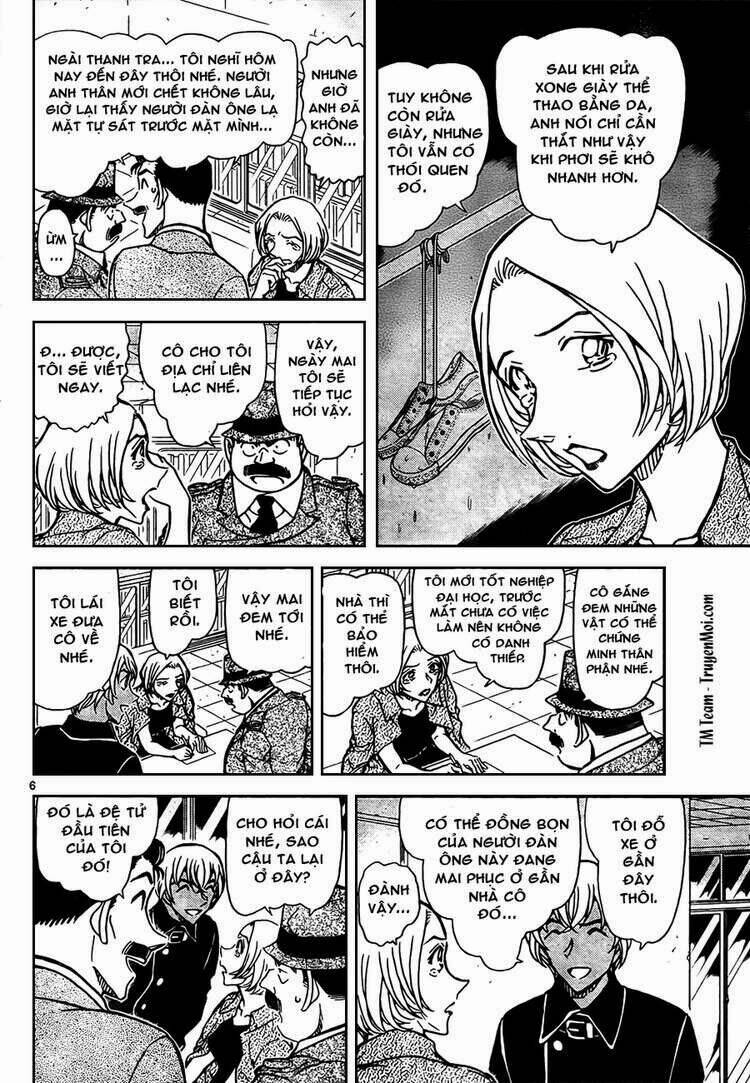 SAU KHI RỬA
XONG GIÀY THỂ
THAO BẰNG DA,
ANH NÓI CHỈ CẦN
THẮT NHƯ VẬY
KHI PHƠI SẼ KHÔ
NHANH HƠN.
TUY KHÔNG
CÒN RỬA
GIÀY, NHƯNG
TÔI VẪN CÓ
THÓI QUEN
ĐÓ.
NHƯNG
GIỜ
ANH ĐÃ
KHÔNG
CÒN...
NGÀI THANH TRA... TÔI NGHĨ HÔM
NAY ĐẾN ĐÂY THÔI NHÉ. NGƯỜI
ANH THÂN MỚI CHẾT KHÔNG LÂU,
GIỜ LẠI THẤY NGƯỜI ĐÀN ÔNG LẠ
MẶT TỰ SÁT TRƯỚC MẶT MÌNH...
ỪM
...
VẬY,
NGÀY MAI
TÔI SẼ
TIẾP TỤC
HỎI VẬY.
CÔ CHO TÔI
ĐỊA CHỈ LIÊN
LẠC NHÉ.
Đ... ĐƯỢC,
TÔI SẼ VIẾT
NGAY.
CỐ GẮNG
ĐEM NHỮNG
VẬT CÓ THỂ
CHỨNG
MINH THÂN
PHẬN NHÉ.
TÔI MỚI TỐT NGHIỆP
ĐẠI HỌC, TRƯỚC
MẮT CHƯA CÓ VIỆC
LÀM NÊN KHÔNG
CÓ DANH
THIẾP.
NHÀ THÌ
CÓ THỂ
BẢO
HIỂM
THÔI.
VẬY MAI
ĐEM TỚI
NHÉ.
TÔI
BIẾT
RỒI.
TÔI LÁI
XE ĐƯA
CÔ VỀ
NHÉ.
TM Team - TruyenMoi.com
6
TÔI ĐỖ
XE Ở
GẦN
ĐÂY
THÔI.
CÓ THỂ ĐỒNG BỌN
CỦA NGƯỜI ĐÀN
ÔNG NÀY ĐANG
MAI PHỤC Ở GẦN
NHÀ CÔ
ĐÓ...
ĐÀNH
VẬY...
CHO HỎI CÁI
NHÉ, SAO
CẬU TA LẠI
Ở ĐÂY?
ĐÓ LÀ ĐỆ TỬ
ĐẦU TIÊN
CỦA TÔI
ĐÓ!